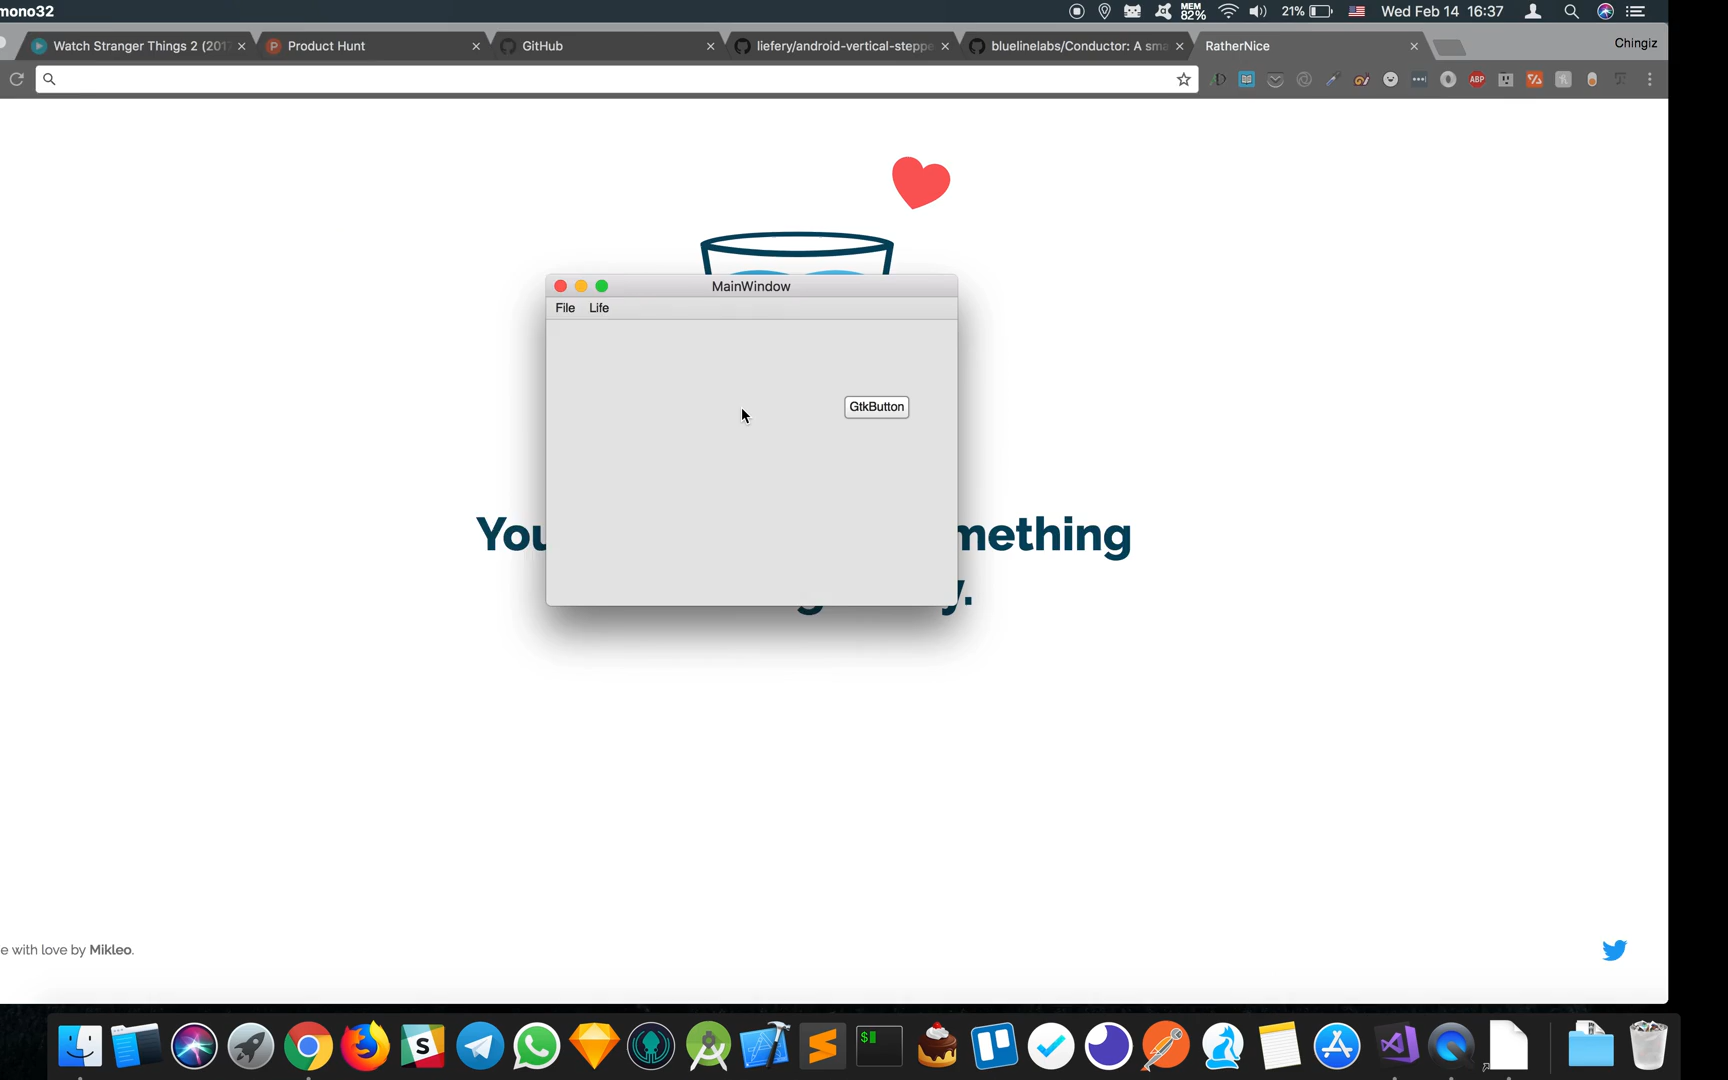 mono32
MEM
82%
21%
Wed Feb 14 16:37
Watch Stranger Things 2 (201
Product Hunt
GitHub
liefery/android-vertical-steppe
bluelinelabs/Conductor: A sma
RatherNice
Chingiz
ABP
MainWindow
File Life
GtkButton
You
mething
g
y.
e with love by Mikleo.
S
$